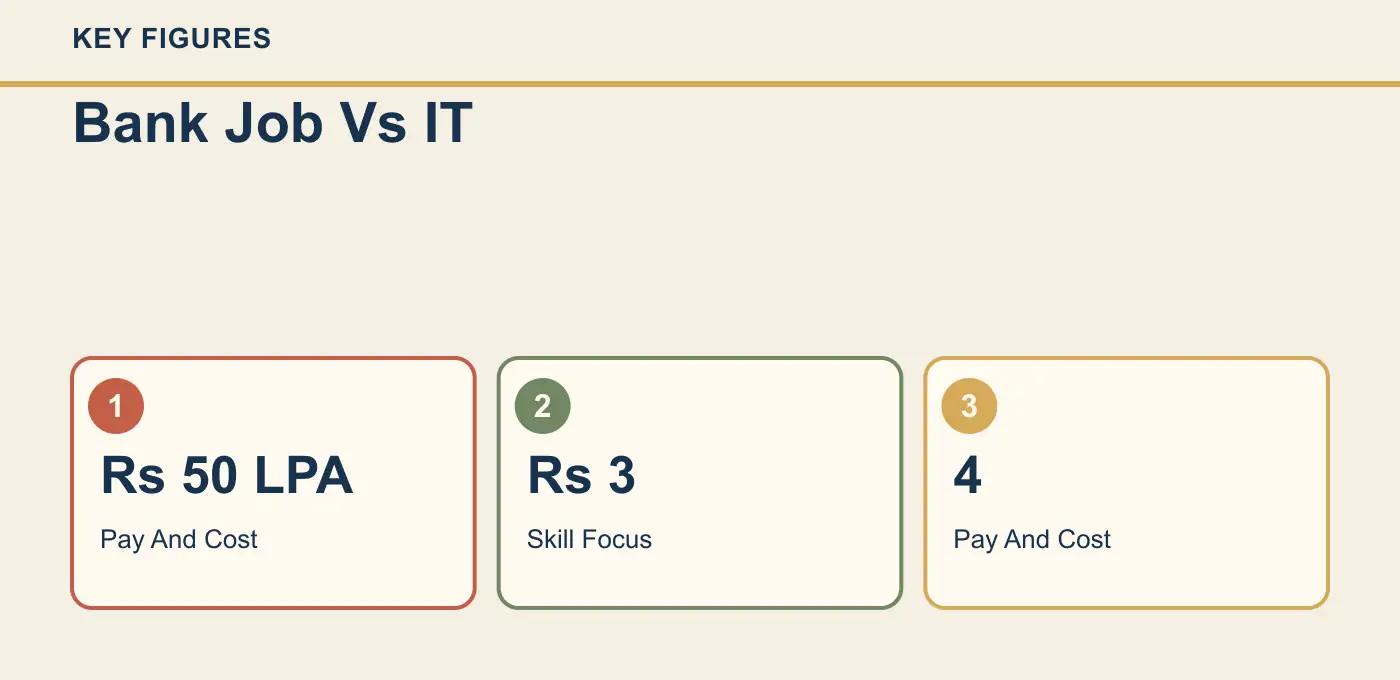 KEY FIGURES
Bank Job Vs IT
1
Rs 50 LPA
Pay And Cost
2
Rs 3
Skill Focus
3
4
Pay And Cost